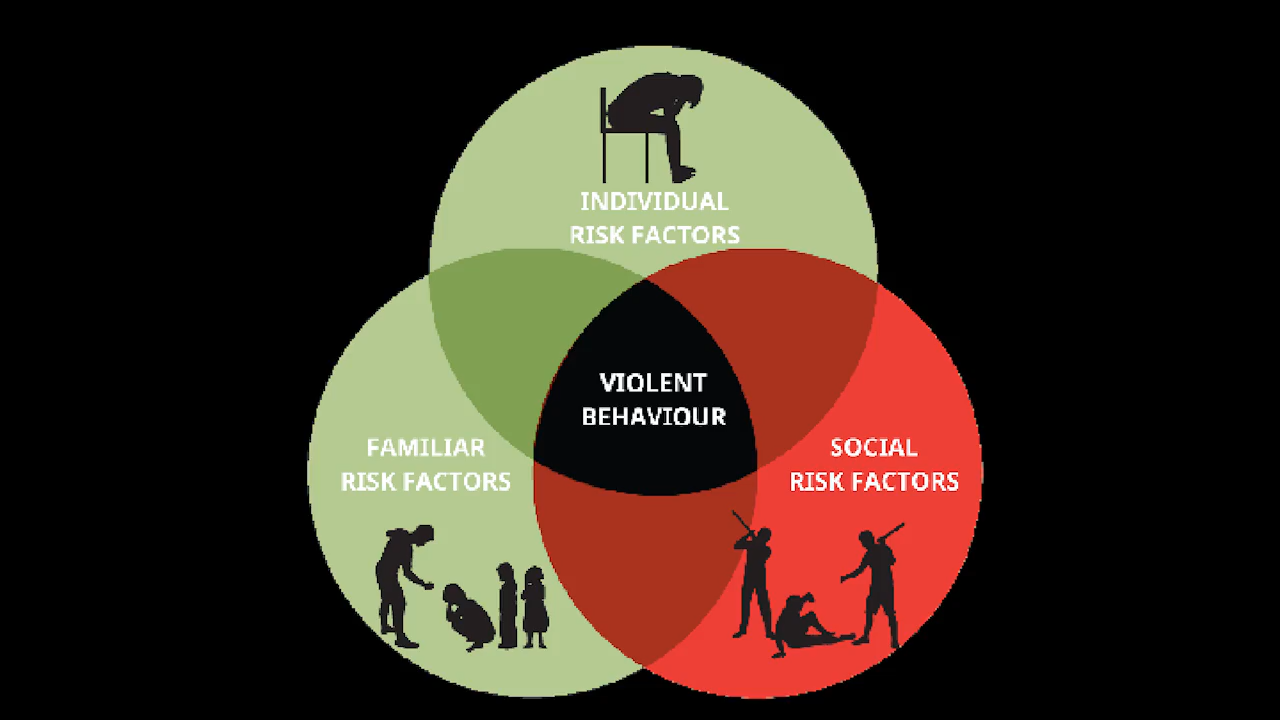 INDIVIDUAL
RISK FACTORS
VIOLENT
BEHAVIOUR
FAMILIAR
RISK FACTORS
SOCIAL
RISK FACTORS